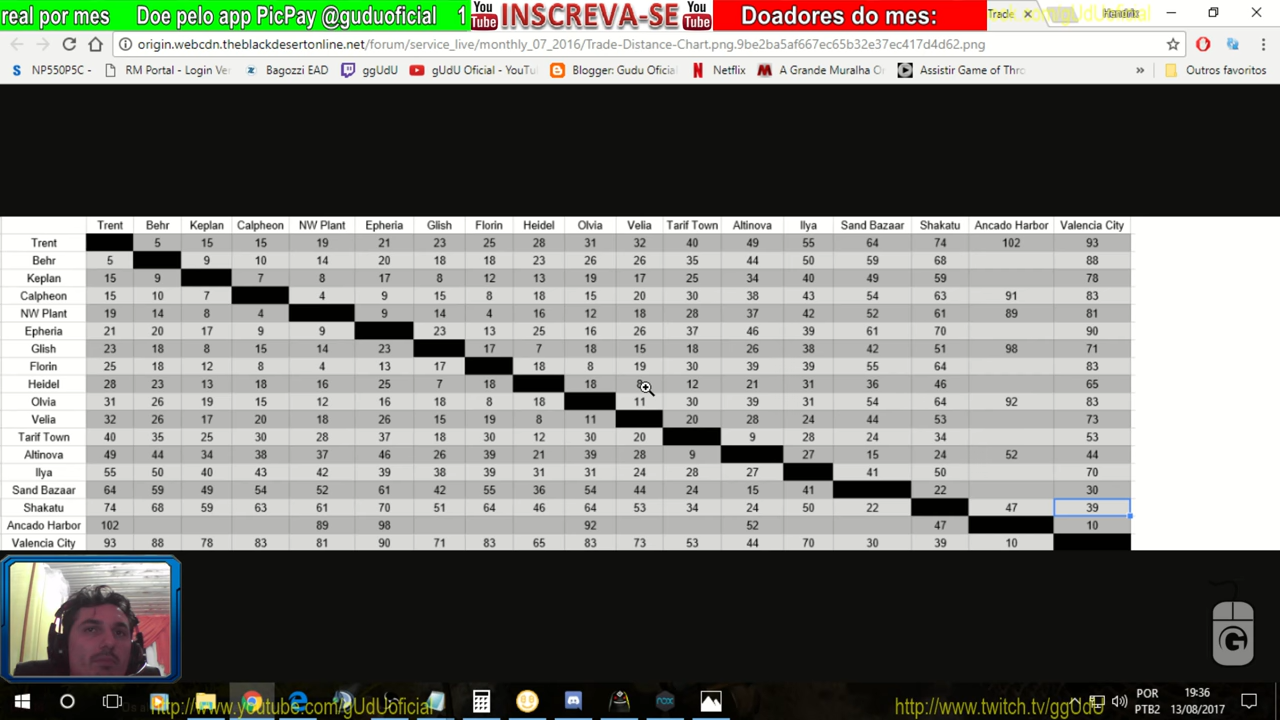 real por mes Doe pelo app PicPay @guduoficial 1 You Tube INSCREVA-SE You Tube Doadores do mes: Trade
origin.webcdn.theblackdesertonline.net/forum/service_live/monthly_07_2016/Trade-Distance-Chart.png.9be2ba5af667ec65b32e37ec417d4d62.png
NP550P5C - RM Portal - Login Ve Bagozzi EAD ggUdU gUdU Oficial - YouTu Blogger: Gudu Oficia Netflix A Grande Muralha Or Assistir Game of Thro » Outros favoritos
Trent Behr Keplan Calpheon NW Plant Epheria Glish Florin Heidel Olvia Velia Tarif Town Altinova Ilya Sand Bazaar Shakatu Ancado Harbor Valencia City
Trent 5 15 15 19 21 23 25 28 31 32 40 49 55 64 74 102 93
Behr 5 9 10 14 20 18 18 23 26 26 35 44 50 59 68 88
Keplan 15 9 7 8 17 8 12 13 19 17 25 34 40 49 59 78
Calpheon 15 10 7 4 9 15 8 18 15 20 30 38 43 54 63 91 83
NW Plant 19 14 8 4 9 14 4 16 12 18 28 37 42 52 61 89 81
Epheria 21 20 17 9 9 23 13 25 16 26 37 46 39 61 70 90
Glish 23 18 8 15 14 23 17 7 18 15 18 26 38 42 51 98 71
Florin 25 18 12 8 4 13 17 18 8 19 30 39 39 55 64 83
Heidel 28 23 13 18 16 25 7 18 18 12 21 31 36 46 65
Olvia 31 26 19 15 12 16 18 8 18 11 30 39 31 54 64 92 83
Velia 32 26 17 20 18 26 15 19 8 11 20 28 24 44 53 73
Tarif Town 40 35 25 30 28 37 18 30 12 30 20 9 28 24 34 53
Altinova 49 44 34 38 37 46 26 39 21 39 28 9 27 15 24 52 44
Ilya 55 50 40 43 42 39 38 39 31 31 24 28 27 41 50 70
Sand Bazaar 64 59 49 54 52 61 42 55 36 54 44 24 15 41 22 30
Shakatu 74 68 59 63 61 70 51 64 46 64 53 34 24 50 22 47 39
Ancado Harbor 102 89 98 92 52 47 10
Valencia City 93 88 78 83 81 90 71 83 65 83 73 53 44 70 30 39 10
G
http://www.youtube.com/gUdUoficial http://www.twitch.tv/ggUdU
POR 19:36
PTB2 13/08/2017